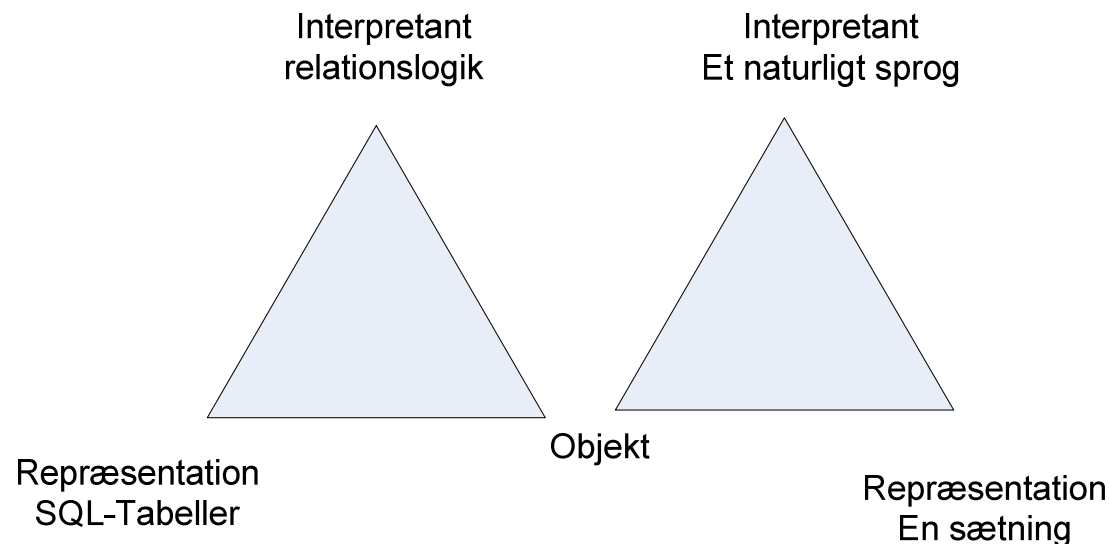 Interpretant
relationslogik
Interpretant
Et naturligt sprog
Objekt
Repræsentation
SQL-Tabeller
Repræsentation
En sætning